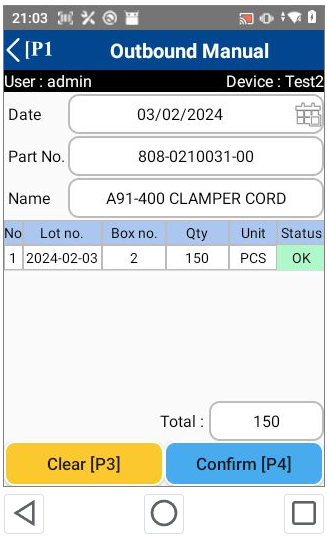 21:03
[P1 Outbound Manual
User : admin Device : Test2
Date 03/02/2024
Part No. 808-0210031-00
Name A91-400 CLAMPER CORD
No Lot no. Box no. Qty Unit Status
1 2024-02-03 2 150 PCS OK
Total : 150
Clear [P3] Confirm [P4]